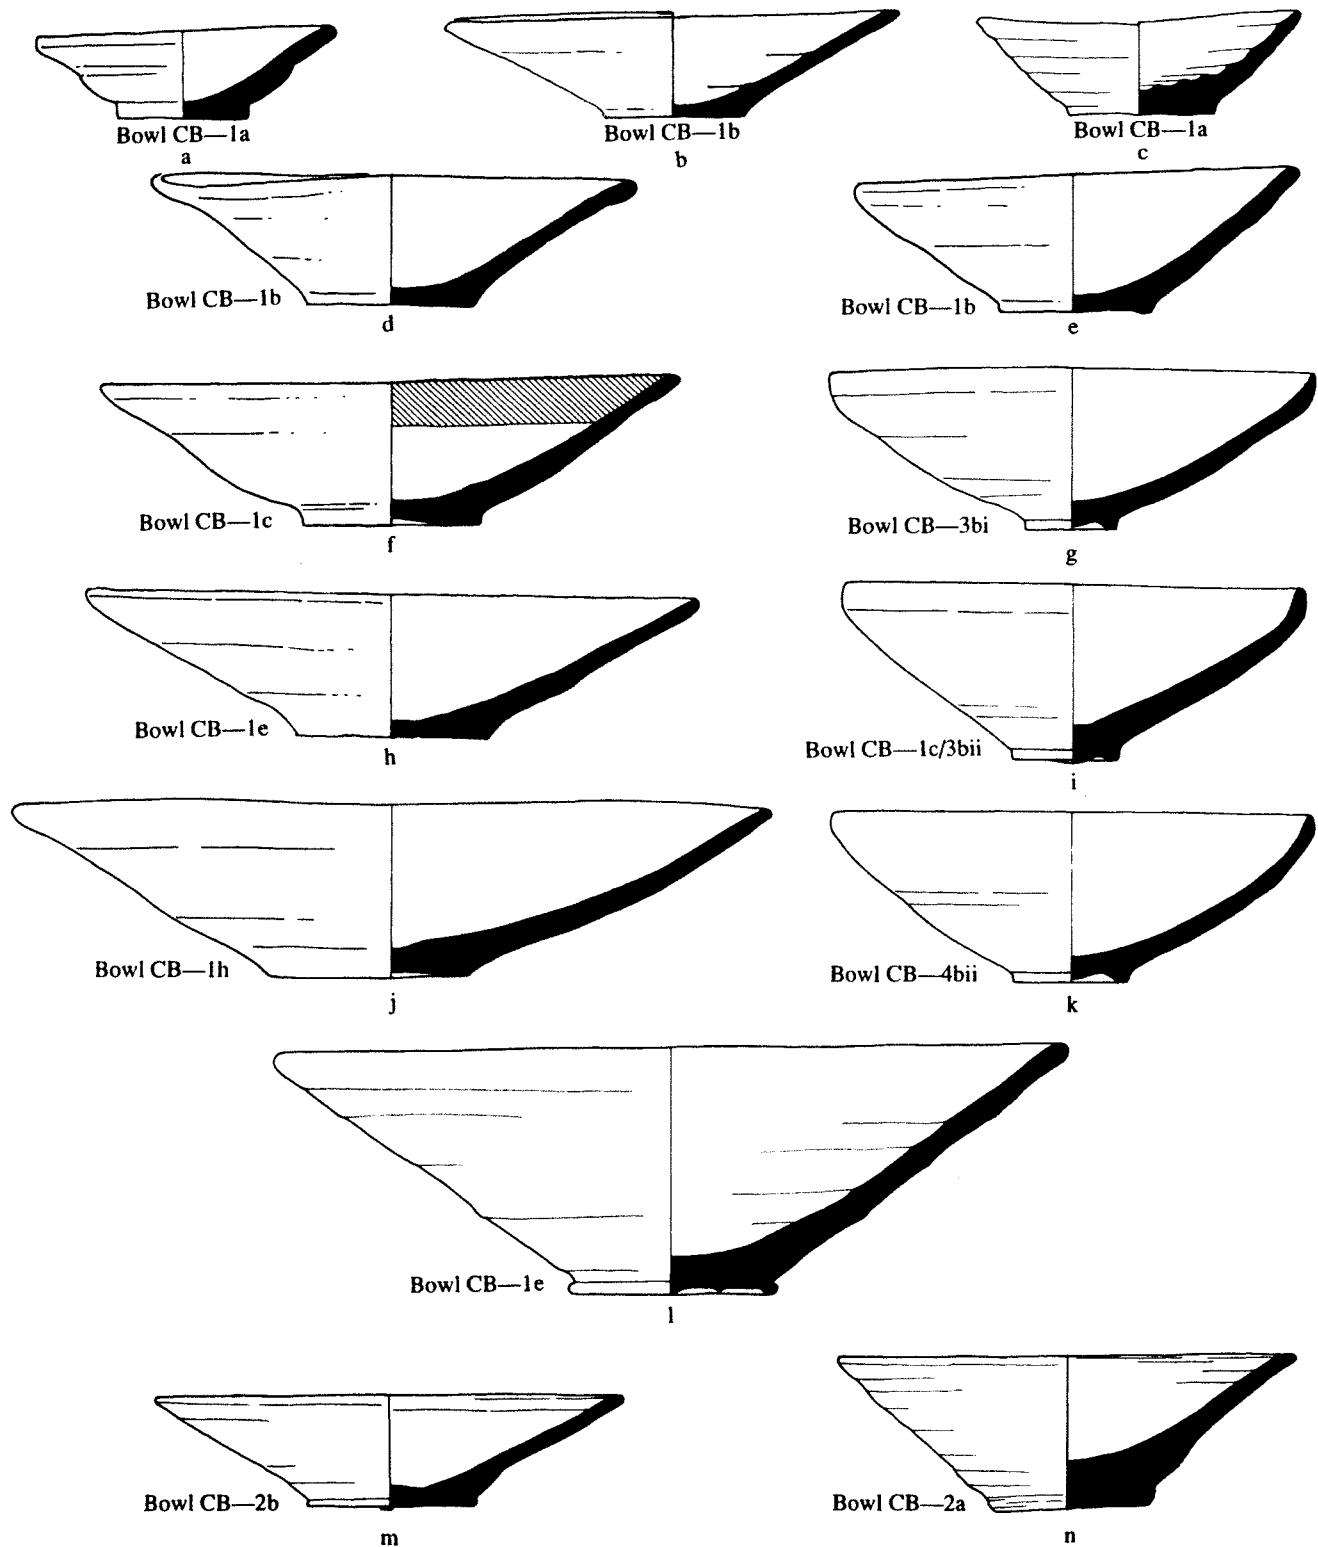 Bowl CB—1a
a
Bowl CB—1b
b
Bowl CB—1a
c
Bowl CB—1b
d
Bowl CB—1b
e
Bowl CB—1c
f
Bowl CB—3bi
g
Bowl CB—1e
h
Bowl CB—1c/3bii
i
Bowl CB—1h
j
Bowl CB—4bii
k
Bowl CB—1e
l
Bowl CB—2b
m
Bowl CB—2a
n